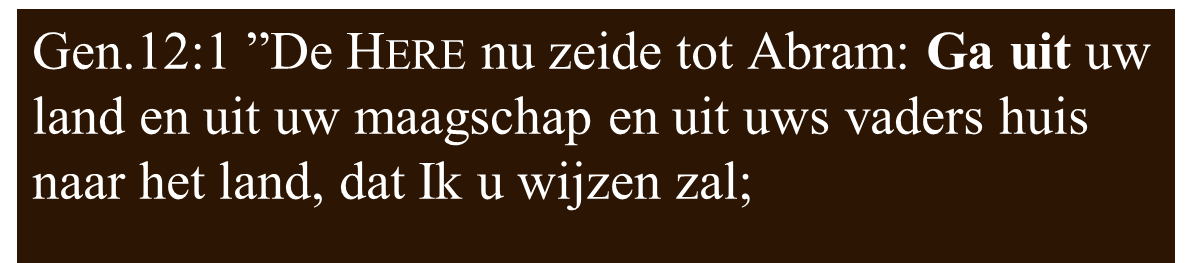 Gen.12:1 ”De HERE nu zeide tot Abram: Ga uit uw
land en uit uw maagschap en uit uws vaders huis
naar het land, dat Ik u wijzen zal;